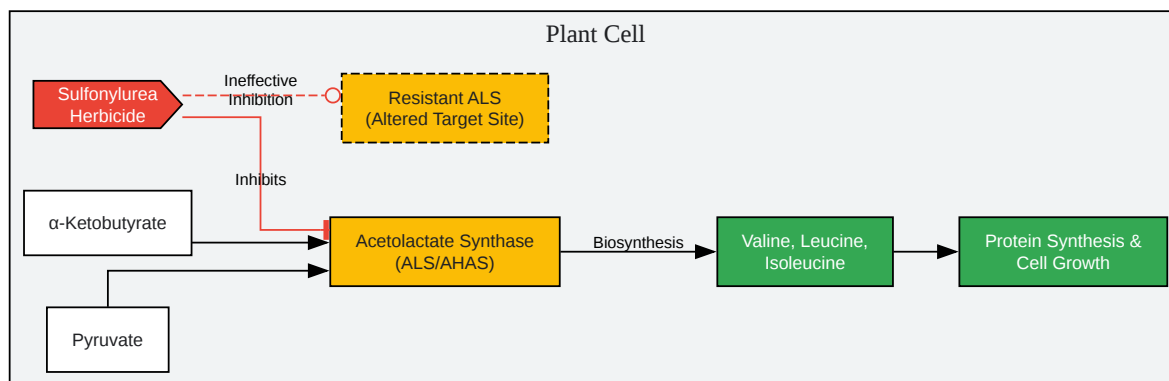 Plant Cell
Sulfonylurea
Herbicide
Ineffective
Inhibition
Resistant ALS
(Altered Target Site)
Inhibits
α-Ketobutyrate
Acetolactate Synthase
(ALS/AHAS)
Biosynthesis
Valine, Leucine,
Isoleucine
Protein Synthesis &
Cell Growth
Pyruvate